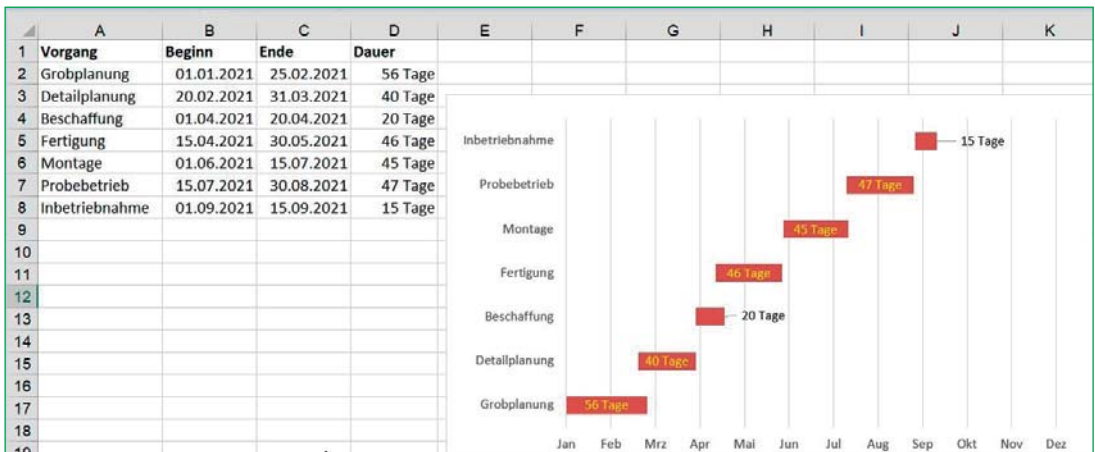 A B C D E F G H I J K
1 Vorgang Beginn Ende Dauer
2 Grobplanung 01.01.2021 25.02.2021 56 Tage
3 Detailplanung 20.02.2021 31.03.2021 40 Tage
4 Beschaffung 01.04.2021 20.04.2021 20 Tage
5 Fertigung 15.04.2021 30.05.2021 46 Tage
6 Montage 01.06.2021 15.07.2021 45 Tage
7 Probebetrieb 15.07.2021 30.08.2021 47 Tage
8 Inbetriebnahme 01.09.2021 15.09.2021 15 Tage
9
10
11
12
13
14
15
16
17
18
19
Inbetriebnahme 15 Tage
Probebetrieb 47 Tage
Montage 45 Tage
Fertigung 46 Tage
Beschaffung 20 Tage
Detailplanung 40 Tage
Grobplanung 56 Tage
Jan Feb Mrz Apr Mai Jun Jul Aug Sep Okt Nov Dez